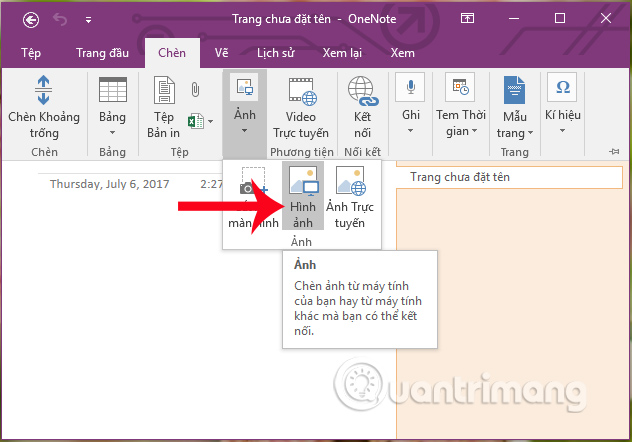 Trang chưa đặt tên - OneNote
Tệp Trang đầu Chèn Vẽ Lịch sử Xem lại Xem
Chèn Khoảng trống
Bảng
Tệp Bản in
Ảnh
Video Trực tuyến
Kết nối
Ghi
Tem Thời gian
Mẫu trang
Kí hiệu
Chèn Bảng Tệp Phương tiện Nối kết Trang
Thursday, July 6, 2017 2:27
Trang chưa đặt tên
màn hình
Hình ảnh
Ảnh Trực tuyến
Ảnh
Ảnh
Chèn ảnh từ máy tính
của bạn hay từ máy tính
khác mà bạn có thể kết
nối.
Quantrimang